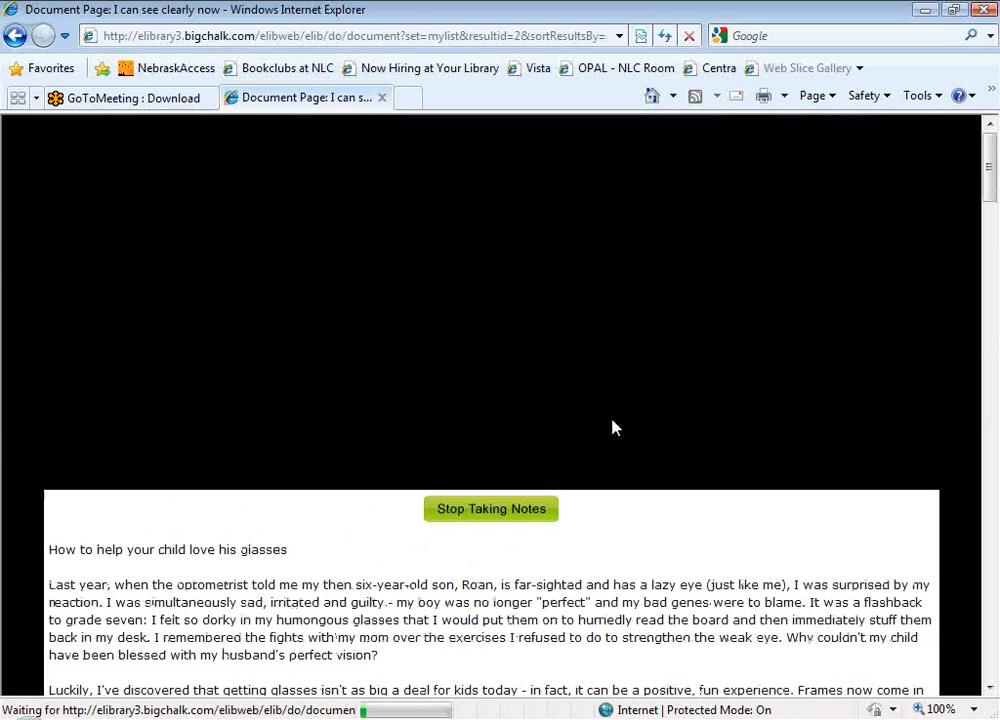 Document Page: I can see clearly now - Windows Internet Explorer
http://elibrary3.bigchalk.com/elibweb/elib/do/document?set=mylist&resultid=2&sortResultsBy=
Google
Favorites NebraskAccess Bookclubs at NLC Now Hiring at Your Library Vista OPAL - NLC Room Centra Web Slice Gallery
GoToMeeting : Download Document Page: I can s... Page Safety Tools
Stop Taking Notes
How to help your child love his glasses
Last year, when the optometrist told me my then six-year-old son, Roan, is far-sighted and has a lazy eye (just like me), I was surprised by my
reaction. I was simultaneously sad, irritated and guilty - my boy was no longer "perfect" and my bad genes were to blame. It was a flashback
to grade seven: I felt so dorky in my humongous glasses that I would put them on to hurriedly read the board and then immediately stuff them
back in my desk. I remembered the fights with my mom over the exercises I refused to do to strengthen the weak eye. Why couldn't my child
have been blessed with my husband's perfect vision?
Luckily, I've discovered that getting glasses isn't as big a deal for kids today - in fact, it can be a positive, fun experience. Frames now come in
Waiting for http://elibrary3.bigchalk.com/elibweb/elib/do/documen Internet | Protected Mode: On 100%